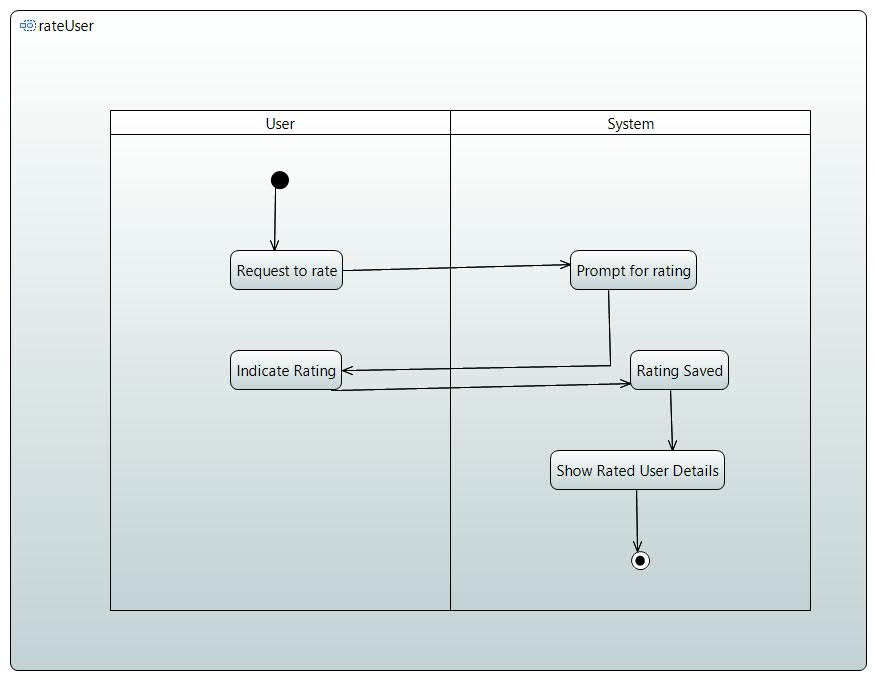 rateUser
User
System
Request to rate
Prompt for rating
Indicate Rating
Rating Saved
Show Rated User Details